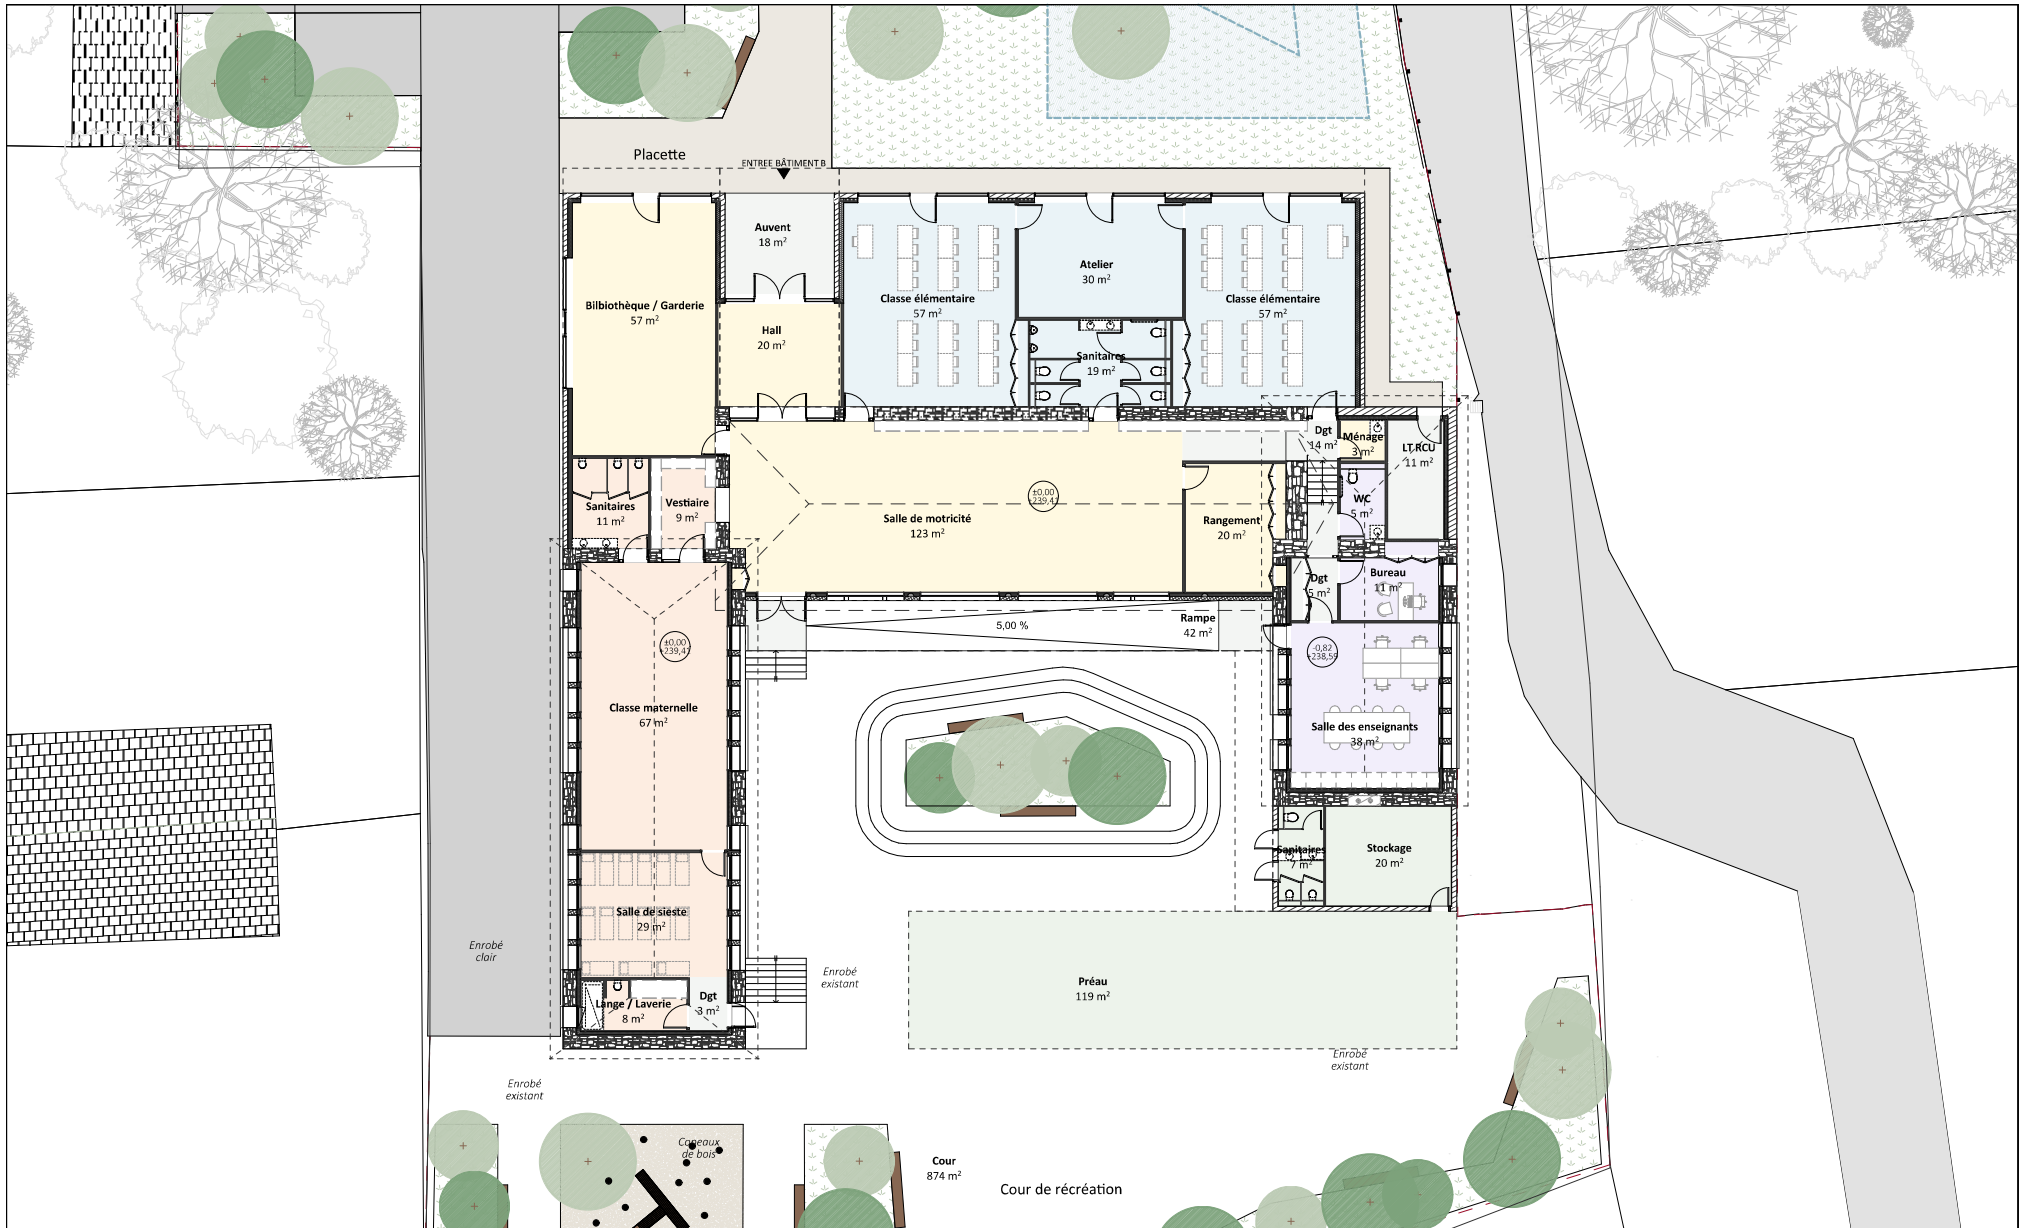 Placette
ENTREE BÂTIMENT B
Auvent
18 m²
Bilbiothèque / Garderie
57 m²
Hall
20 m²
Classe élémentaire
57 m²
Atelier
30 m²
Classe élémentaire
57 m²
Sanitaires
19 m²
Dgt
14 m²
Ménage
3 m²
LT RCU
11 m²
Sanitaires
11 m²
Vestiaire
9 m²
Salle de motricité
123 m²
±0,00
+239,41
Rangement
20 m²
WC
5 m²
Dgt
5 m²
Bureau
11 m²
5,00 %
Rampe
42 m²
±0,00
+239,41
-0,82
+238,59
Classe maternelle
67 m²
Salle des enseignants
38 m²
Sanitaires
7 m²
Stockage
20 m²
Salle de sieste
29 m²
Enrobé
clair
Enrobé
existant
Préau
119 m²
Lange / Laverie
8 m²
Dgt
3 m²
Enrobé
existant
Enrobé
existant
Copeaux
de bois
Cour
874 m²
Cour de récréation